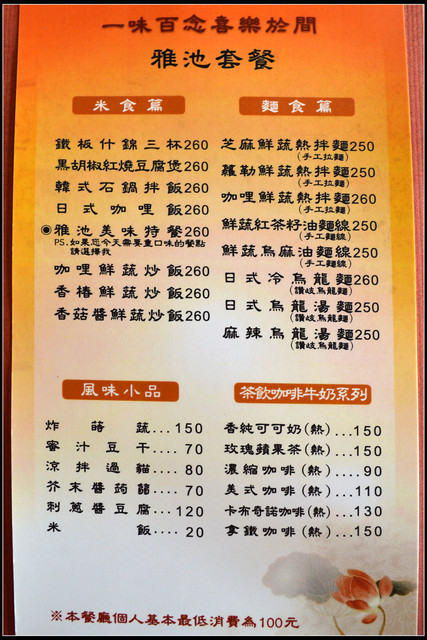 一味百念喜樂於間
雅池套餐
米食篇
鐵板什錦三杯260
黑胡椒紅燒豆腐煲260
韓式石鍋拌飯260
日式咖哩飯260
◉雅池美味特餐260
PS.如果您今天需要重口味的餐點
請選擇我
咖哩鮮蔬炒飯260
香椿鮮蔬炒飯260
香菇醬鮮蔬炒飯260
麵食篇
芝麻鮮蔬熱拌麵250
(手工拉麵)
羅勒鮮蔬熱拌麵250
(手工拉麵)
咖哩鮮蔬熱拌麵260
(手工拉麵)
鮮蔬紅茶籽油麵線250
(手工麵線)
鮮蔬烏麻油麵線250
(手工麵線)
日式冷烏龍麵260
(讚岐烏龍麵)
日式烏龍湯麵250
(讚岐烏龍麵)
麻辣烏龍湯麵250
(讚岐烏龍麵)
風味小品
炸蒔蔬...150
蜜汁豆干....70
涼拌過貓....80
芥末醬蒟蒻....70
刺蔥醬豆腐...120
米飯....20
茶飲咖啡牛奶系列
香純可可奶(熱)...150
玫瑰蘋果茶(熱)...150
濃縮咖啡(熱)....90
美式咖啡(熱)...110
卡布奇諾咖啡(熱)...130
拿鐵咖啡(熱)...150
※本餐廳個人基本最低消費為100元